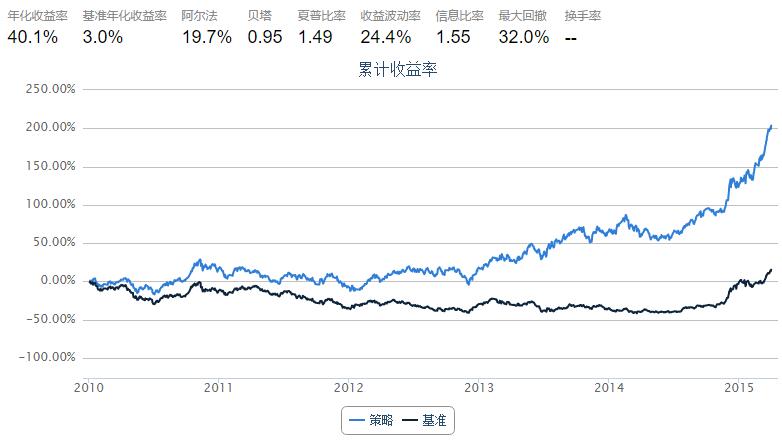 年化收益率 基准年化收益率 阿尔法 贝塔 夏普比率 收益波动率 信息比率 最大回撤 换手率
40.1% 3.0% 19.7% 0.95 1.49 24.4% 1.55 32.0% --
累计收益率
250.00%
200.00%
150.00%
100.00%
50.00%
0.00%
-50.00%
-100.00%
2010 2011 2012 2013 2014 2015
策略 基准